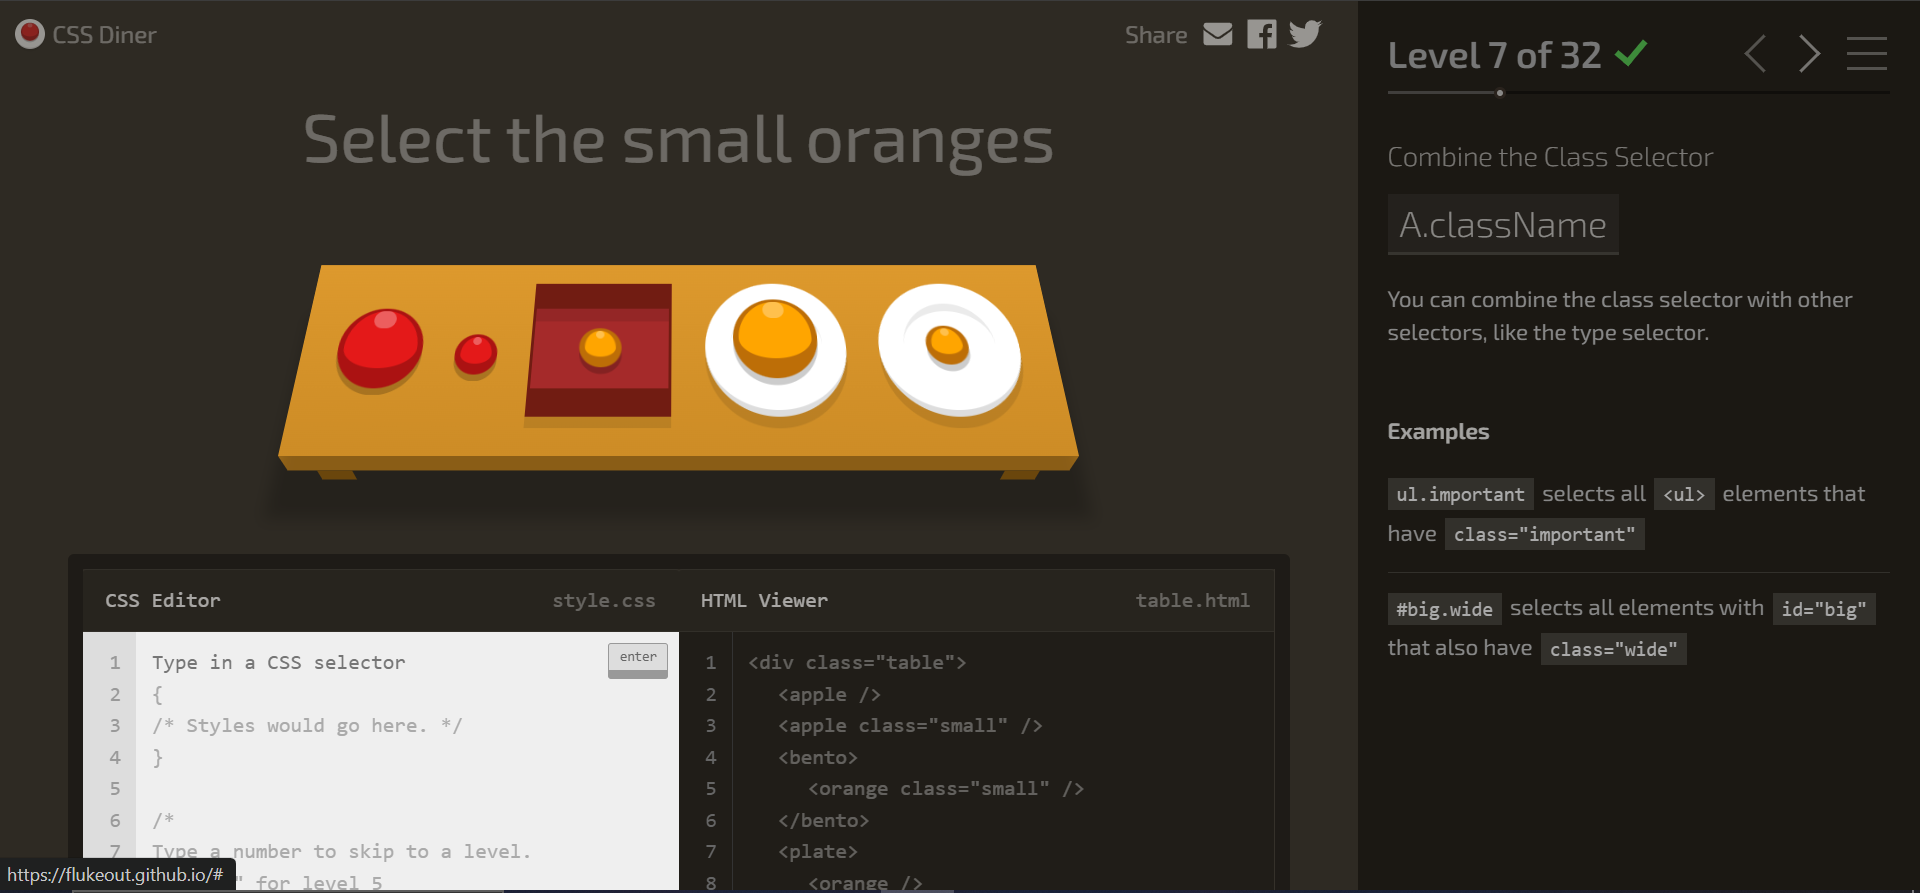 CSS Diner
Share
Select the small oranges
CSS Editor
style.css
HTML Viewer
table.html
1 Type in a CSS selector
enter
2 {
3 /* Styles would go here. */
4 }
5
6 /*
7 Type a number to skip to a level.
" for level 5
1 <div class="table">
2 <apple />
3 <apple class="small" />
4 <bento>
5 <orange class="small" />
6 </bento>
7 <plate>
8 <orange />
https://flukeout.github.io/#
Level 7 of 32
Combine the Class Selector
A.className
You can combine the class selector with other
selectors, like the type selector.
Examples
ul.important selects all <ul> elements that
have class="important"
#big.wide selects all elements with id="big"
that also have class="wide"